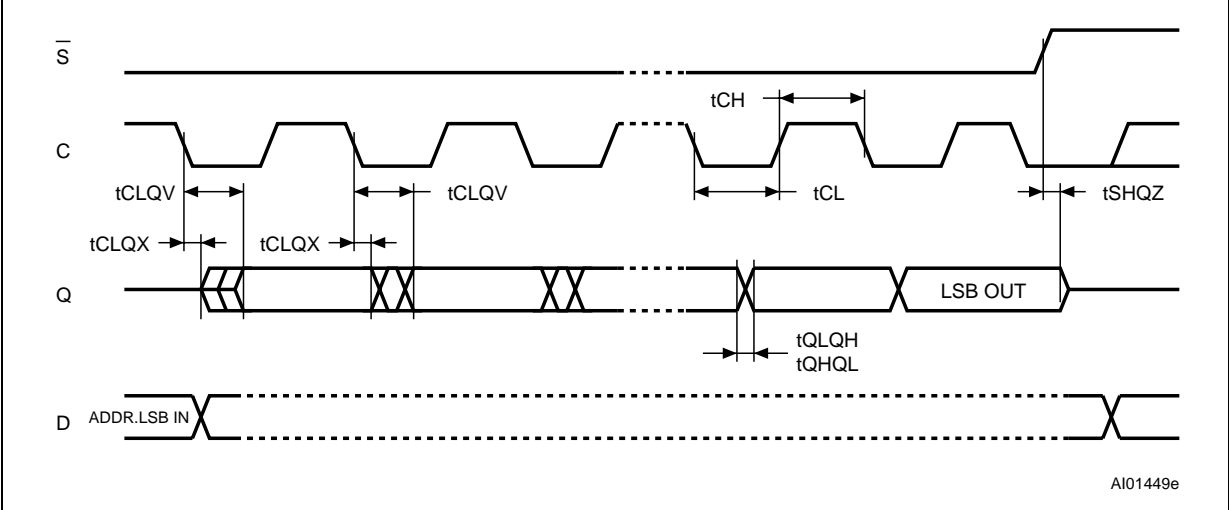 S
tCH
C
tCLQV
tCLQV
tCL
tSHQZ
tCLQX
tCLQX
Q
LSB OUT
tQLQH
tQHQL
D
ADDR.LSB IN
AI01449e